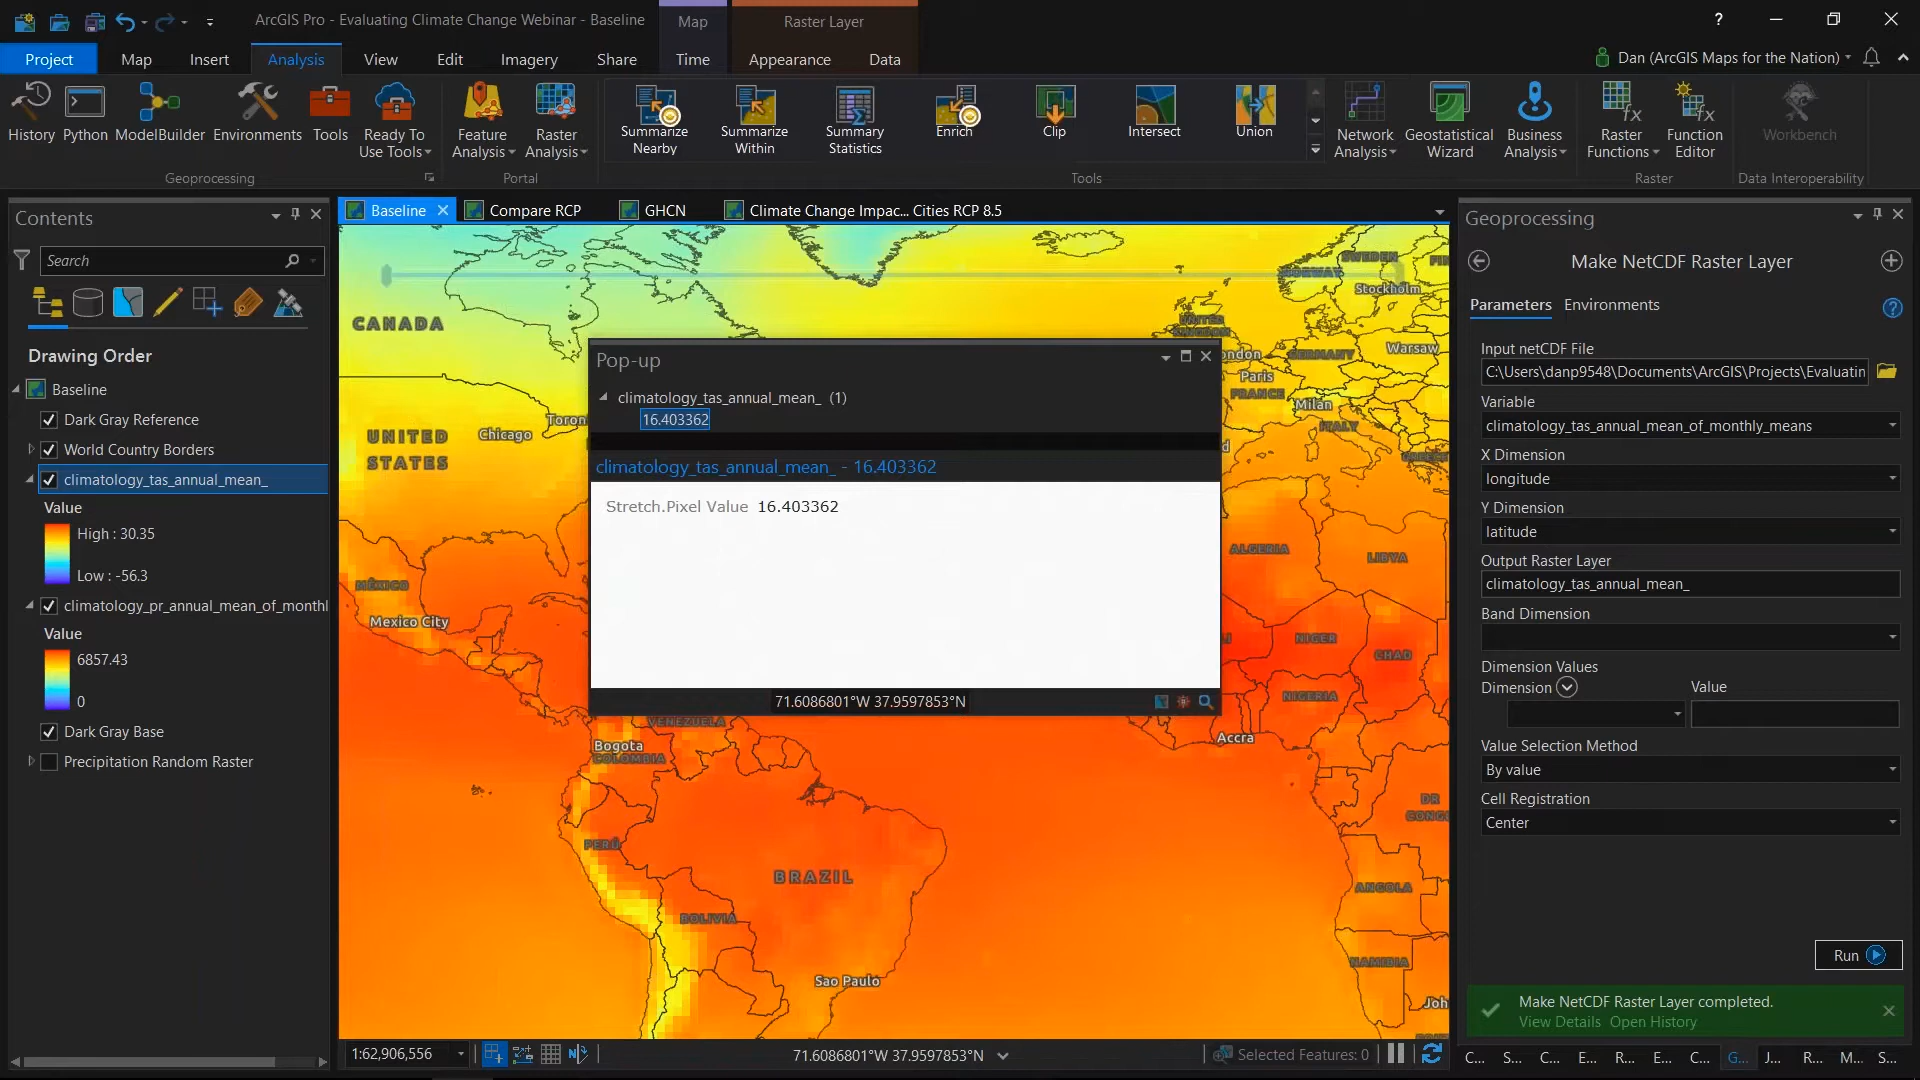 ArcGIS Pro - Evaluating Climate Change Webinar - Baseline
Map
Raster Layer
?
Project
Map
Insert
Analysis
View
Edit
Imagery
Share
Time
Appearance
Data
Dan (ArcGIS Maps for the Nation)
History
Python
ModelBuilder
Environments
Tools
Ready To
Use Tools
Feature
Analysis
Raster
Analysis
Summarize
Nearby
Summarize
Within
Summary
Statistics
Enrich
Clip
Intersect
Union
Network
Analysis
Geostatistical
Wizard
Business
Analysis
Raster
Functions
Function
Editor
Workbench
Geoprocessing
Portal
Tools
Raster
Data Interoperability
Contents
Search
Drawing Order
Baseline
Dark Gray Reference
World Country Borders
climatology_tas_annual_mean_
Value
High : 30.35
Low : -56.3
climatology_pr_annual_mean_of_monthl
Value
6857.43
0
Dark Gray Base
Precipitation Random Raster
Baseline
Compare RCP
GHCN
Climate Change Impac... Cities RCP 8.5
CANADA
UNITED
STATES
Chicago
Toron
MÉXICO
Mexico City
SWEDEN
NORWAY
Stockholm
UNITED
KINGDOM
ondon
GERMANY
Warsaw
Paris
FRANCE
Milan
ITALY
ALGERIA
LIBYA
NIGER
CHAD
NIGERIA
Accra
VENEZUELA
Bogota
COLOMBIA
PERÚ
BRAZIL
BOLIVIA
Sao Paulo
DR
CONG
ANGOLA
NAMIBIA
Joh
Pop-up
climatology_tas_annual_mean_ (1)
16.403362
climatology_tas_annual_mean_ - 16.403362
Stretch.Pixel Value 16.403362
71.6086801°W 37.9597853°N
1:62,906,556
71.6086801°W 37.9597853°N
Selected Features: 0
Geoprocessing
Make NetCDF Raster Layer
Parameters
Environments
Input netCDF File
C:\Users\danp9548\Documents\ArcGIS\Projects\Evaluatin
Variable
climatology_tas_annual_mean_of_monthly_means
X Dimension
longitude
Y Dimension
latitude
Output Raster Layer
climatology_tas_annual_mean_
Band Dimension
Dimension Values
Dimension
Value
Value Selection Method
By value
Cell Registration
Center
Run
Make NetCDF Raster Layer completed.
View Details Open History
C... S... C... E... R... E... C... G... J... R... M... S...